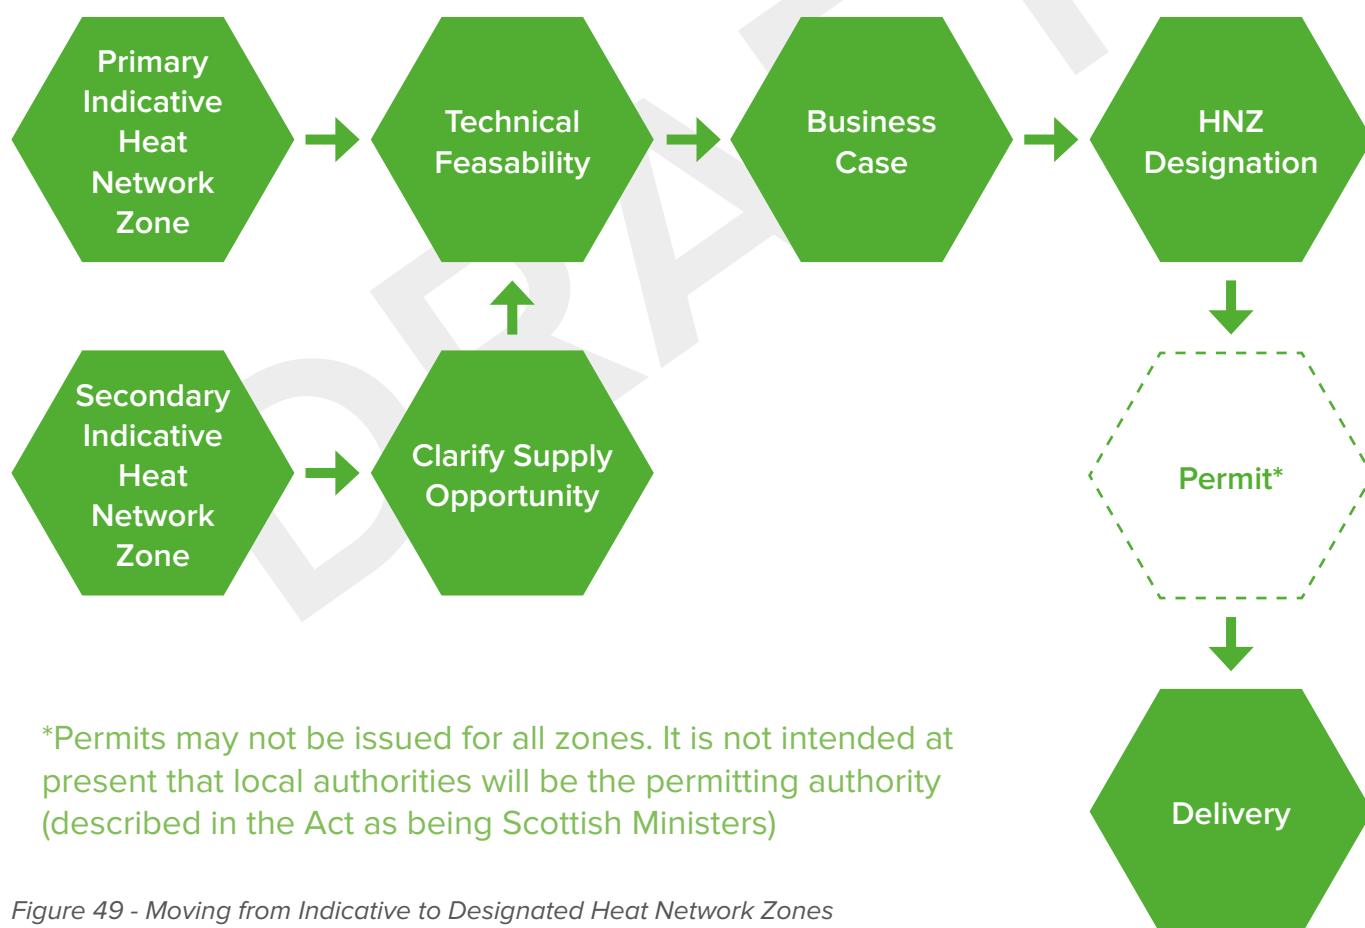 Primary
Indicative
Heat
Network
Zone
Technical
Feasability
Business
Case
HNZ
Designation
Secondary
Indicative
Heat
Network
Zone
Clarify Supply
Opportunity
Permit*
Delivery
*Permits may not be issued for all zones. It is not intended at
present that local authorities will be the permitting authority
(described in the Act as being Scottish Ministers)
Figure 49 - Moving from Indicative to Designated Heat Network Zones
DRAFT